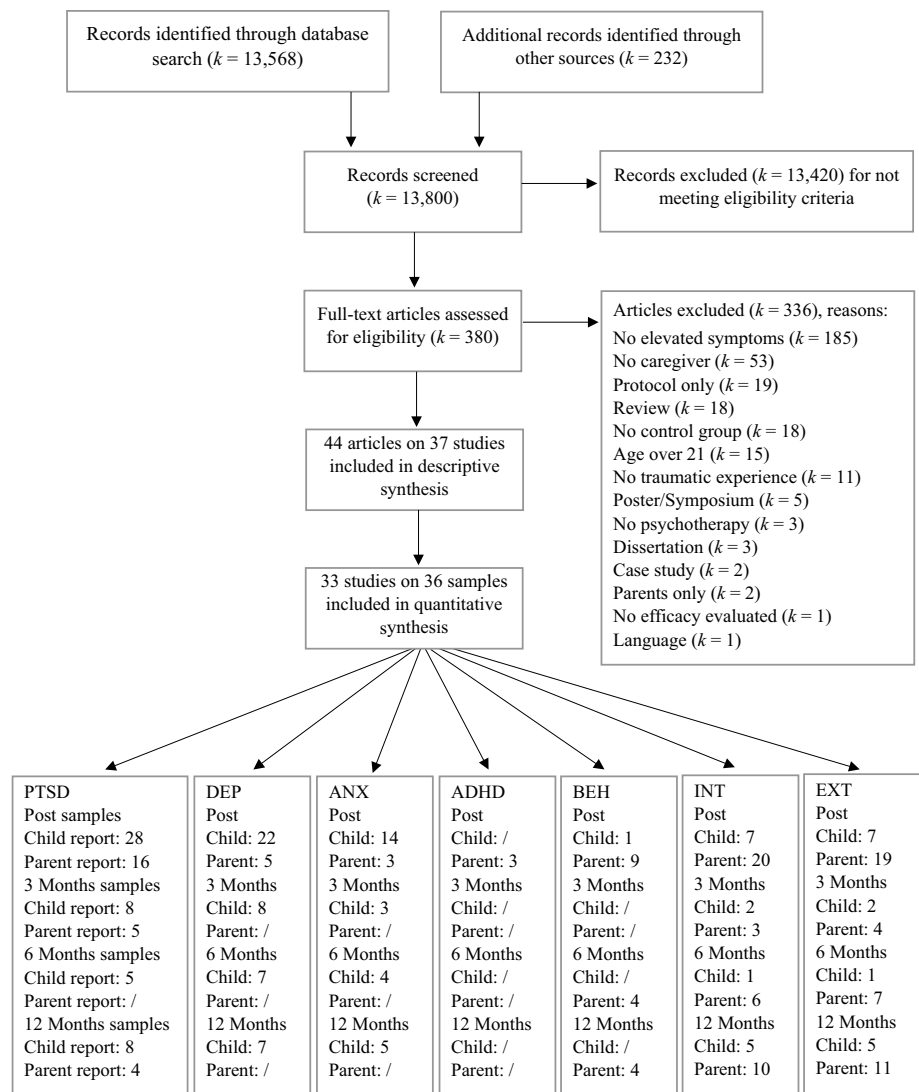 Records identified through database
search (k = 13,568)
Additional records identified through
other sources (k = 232)
Records screened
(k = 13,800)
Records excluded (k = 13,420) for not
meeting eligibility criteria
Full-text articles assessed
for eligibility (k = 380)
Articles excluded (k = 336), reasons:
No elevated symptoms (k = 185)
No caregiver (k = 53)
Protocol only (k = 19)
Review (k = 18)
No control group (k = 18)
Age over 21 (k = 15)
No traumatic experience (k = 11)
Poster/Symposium (k = 5)
No psychotherapy (k = 3)
Dissertation (k = 3)
Case study (k = 2)
Parents only (k = 2)
No efficacy evaluated (k = 1)
Language (k = 1)
44 articles on 37 studies
included in descriptive
synthesis
33 studies on 36 samples
included in quantitative
synthesis
PTSD
Post samples
Child report: 28
Parent report: 16
3 Months samples
Child report: 8
Parent report: 5
6 Months samples
Child report: 5
Parent report: /
12 Months samples
Child report: 8
Parent report: 4
DEP
Post
Child: 22
Parent: 5
3 Months
Child: 8
Parent: /
6 Months
Child: 7
Parent: /
12 Months
Child: 7
Parent: /
ANX
Post
Child: 14
Parent: 3
3 Months
Child: 3
Parent: /
6 Months
Child: 4
Parent: /
12 Months
Child: 5
Parent: /
ADHD
Post
Child: /
Parent: 3
3 Months
Child: /
Parent: /
6 Months
Child: /
Parent: /
12 Months
Child: /
Parent: /
BEH
Post
Child: 1
Parent: 9
3 Months
Child: /
Parent: /
6 Months
Child: /
Parent: 4
12 Months
Child: /
Parent: 4
INT
Post
Child: 7
Parent: 20
3 Months
Child: 2
Parent: 3
6 Months
Child: 1
Parent: 6
12 Months
Child: 5
Parent: 10
EXT
Post
Child: 7
Parent: 19
3 Months
Child: 2
Parent: 4
6 Months
Child: 1
Parent: 7
12 Months
Child: 5
Parent: 11